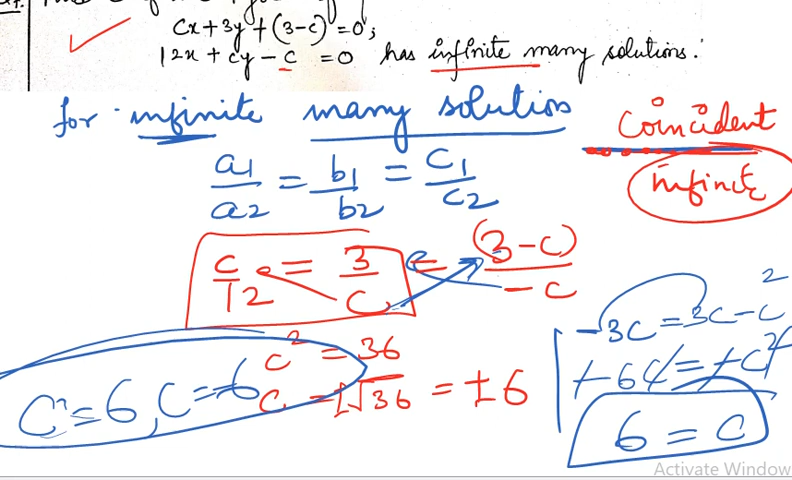 cx+3y+(3-c)=0;
12x+cy-c =0 has infinite many solutions.
for infinite many solution
Coincident
infinite
a1/a2 = b1/b2 = c1/c2
c/12 = 3/c = (3-c)/-c
c² = 36
c = √36 = ±6
C = 6, C = -6
-3c = 3c-c²
+6c = +c²
6 = c
Activate Window